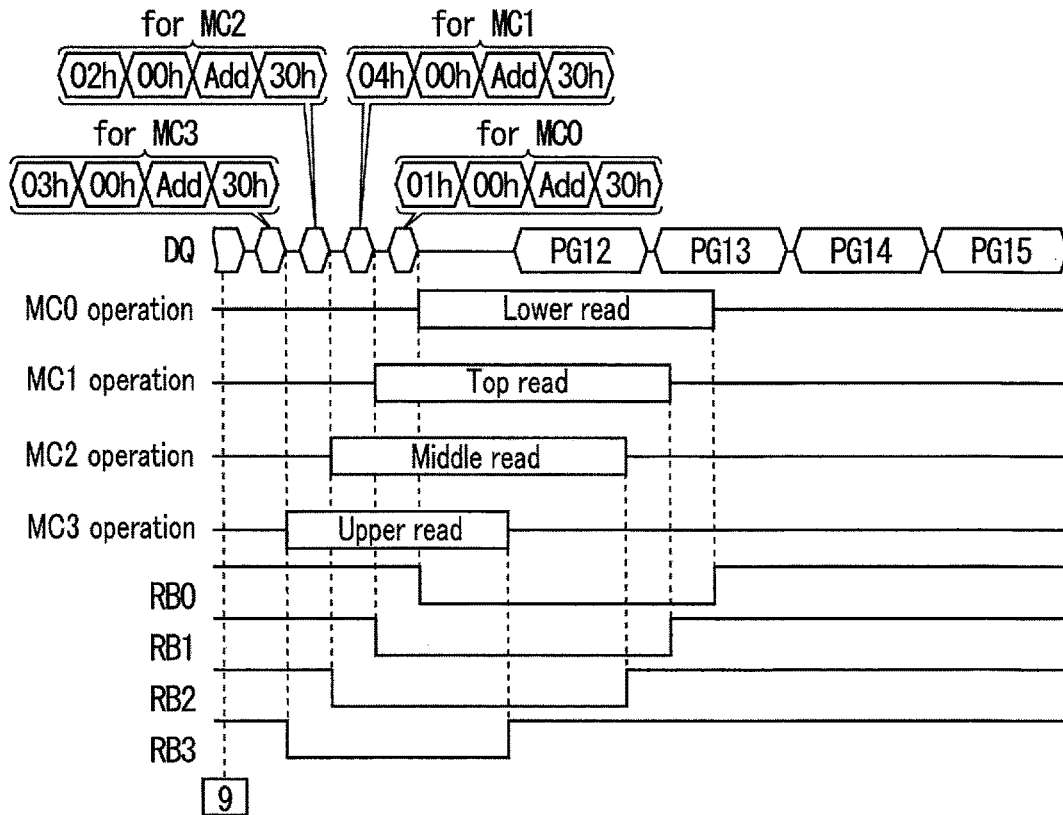 for MC2 for MC1
02h 00h Add 30h 04h 00h Add 30h
for MC3 for MC0
03h 00h Add 30h 01h 00h Add 30h
DQ PG12 PG13 PG14 PG15
MC0 operation Lower read
MC1 operation Top read
MC2 operation Middle read
MC3 operation Upper read
RB0
RB1
RB2
RB3
9